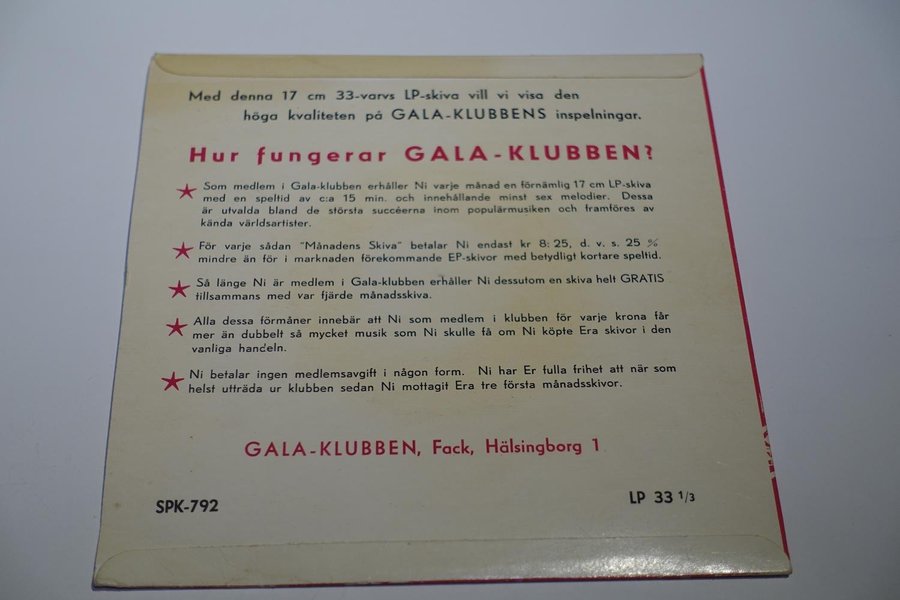 Med denna 17 cm 33-varvs LP-skiva vill vi visa den
höga kvaliteten på GALA-KLUBBENS inspelningar.
Hur fungerar GALA-KLUBBEN?
Som medlem i Gala-klubben erhåller Ni varje månad en förnämlig 17 cm LP-skiva
med en speltid av c:a 15 min. och innehållande minst sex melodier. Dessa
är utvalda bland de största succéerna inom populärmusiken och framföres av
kända världsartister.
För varje sådan "Månadens Skiva" betalar Ni endast kr 8:25, d. v. s. 25 %
mindre än för i marknaden förekommande EP-skivor med betydligt kortare speltid.
Så länge Ni är medlem i Gala-klubben erhåller Ni dessutom en skiva helt GRATIS
tillsammans med var fjärde månadsskiva.
Alla dessa förmåner innebär att Ni som medlem i klubben för varje krona får
mer än dubbelt så mycket musik som Ni skulle få om Ni köpte Era skivor i den
vanliga handeln.
Ni betalar ingen medlemsavgift i någon form. Ni har Er fulla frihet att när som
helst utträda ur klubben sedan Ni mottagit Era tre första månadsskivor.
GALA-KLUBBEN, Fack, Hälsingborg 1
SPK-792
LP 33 1/3